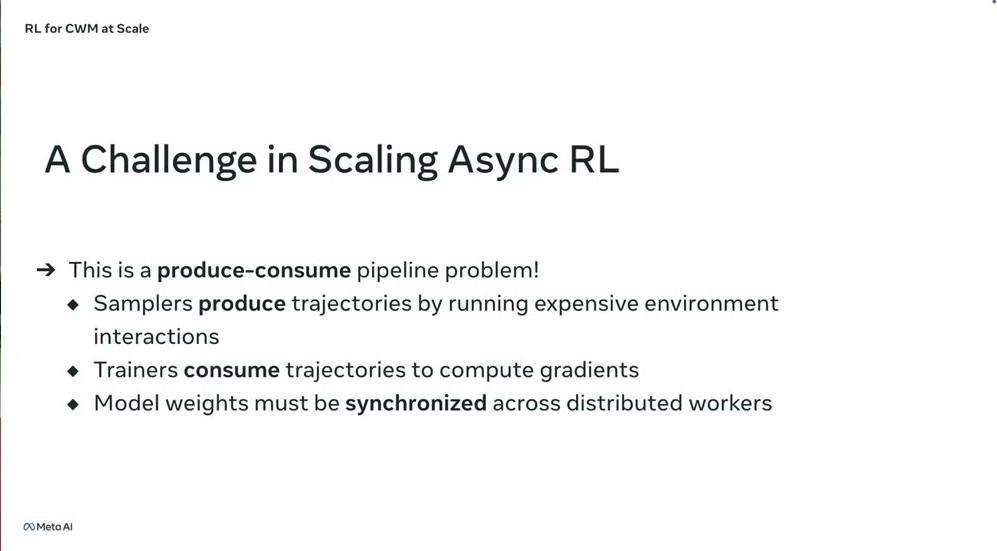 RL for CWM at Scale
A Challenge in Scaling Async RL
➔ This is a produce-consume pipeline problem!
◆ Samplers produce trajectories by running expensive environment
interactions
◆ Trainers consume trajectories to compute gradients
◆ Model weights must be synchronized across distributed workers
Meta AI